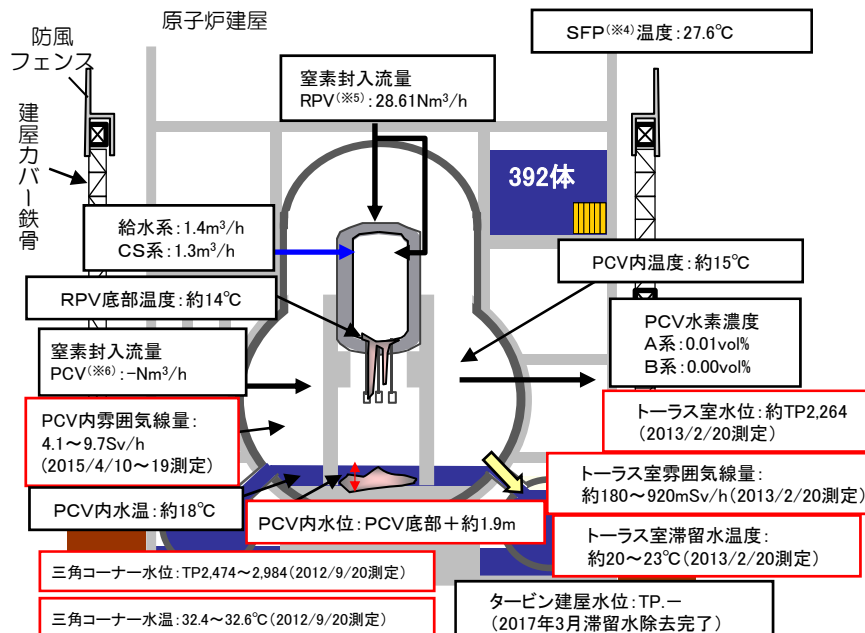 原子炉建屋
SFP(※4)温度:27.6℃
防風
フェンス
窒素封入流量
RPV(※5):28.61Nm³/h
建屋カバー鉄骨
392体
給水系:1.4m³/h
CS系:1.3m³/h
PCV内温度:約15℃
RPV底部温度:約14℃
PCV水素濃度
A系:0.01vol%
B系:0.00vol%
窒素封入流量
PCV(※6):-Nm³/h
トーラス室水位:約TP2,264
(2013/2/20測定)
PCV内雰囲気線量:
4.1~9.7Sv/h
(2015/4/10~19測定)
トーラス室雰囲気線量:
約180~920mSv/h(2013/2/20測定)
PCV内水温:約18℃
PCV内水位:PCV底部+約1.9m
トーラス室滞留水温度:
約20~23℃(2013/2/20測定)
三角コーナー水位:TP2,474~2,984(2012/9/20測定)
三角コーナー水温:32.4~32.6℃(2012/9/20測定)
タービン建屋水位:TP.-
(2017年3月滞留水除去完了)